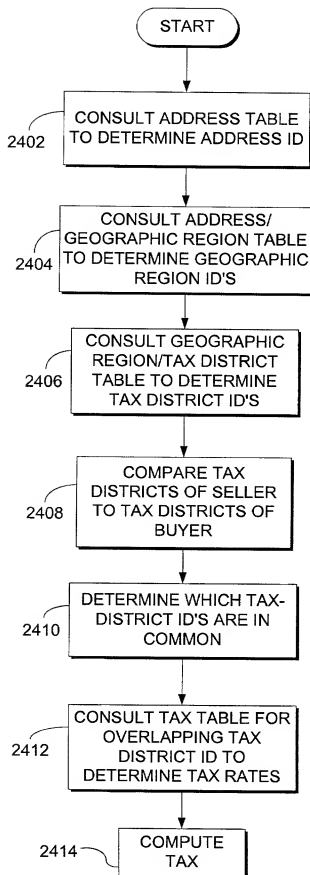 START
2402
CONSULT ADDRESS TABLE
TO DETERMINE ADDRESS ID
2404
CONSULT ADDRESS/
GEOGRAPHIC REGION TABLE
TO DETERMINE GEOGRAPHIC
REGION ID'S
2406
CONSULT GEOGRAPHIC
REGION/TAX DISTRICT
TABLE TO DETERMINE
TAX DISTRICT ID'S
2408
COMPARE TAX
DISTRICTS OF SELLER
TO TAX DISTRICTS OF
BUYER
2410
DETERMINE WHICH TAX-
DISTRICT ID'S ARE IN
COMMON
2412
CONSULT TAX TABLE FOR
OVERLAPPING TAX
DISTRICT ID TO
DETERMINE TAX RATES
2414
COMPUTE
TAX